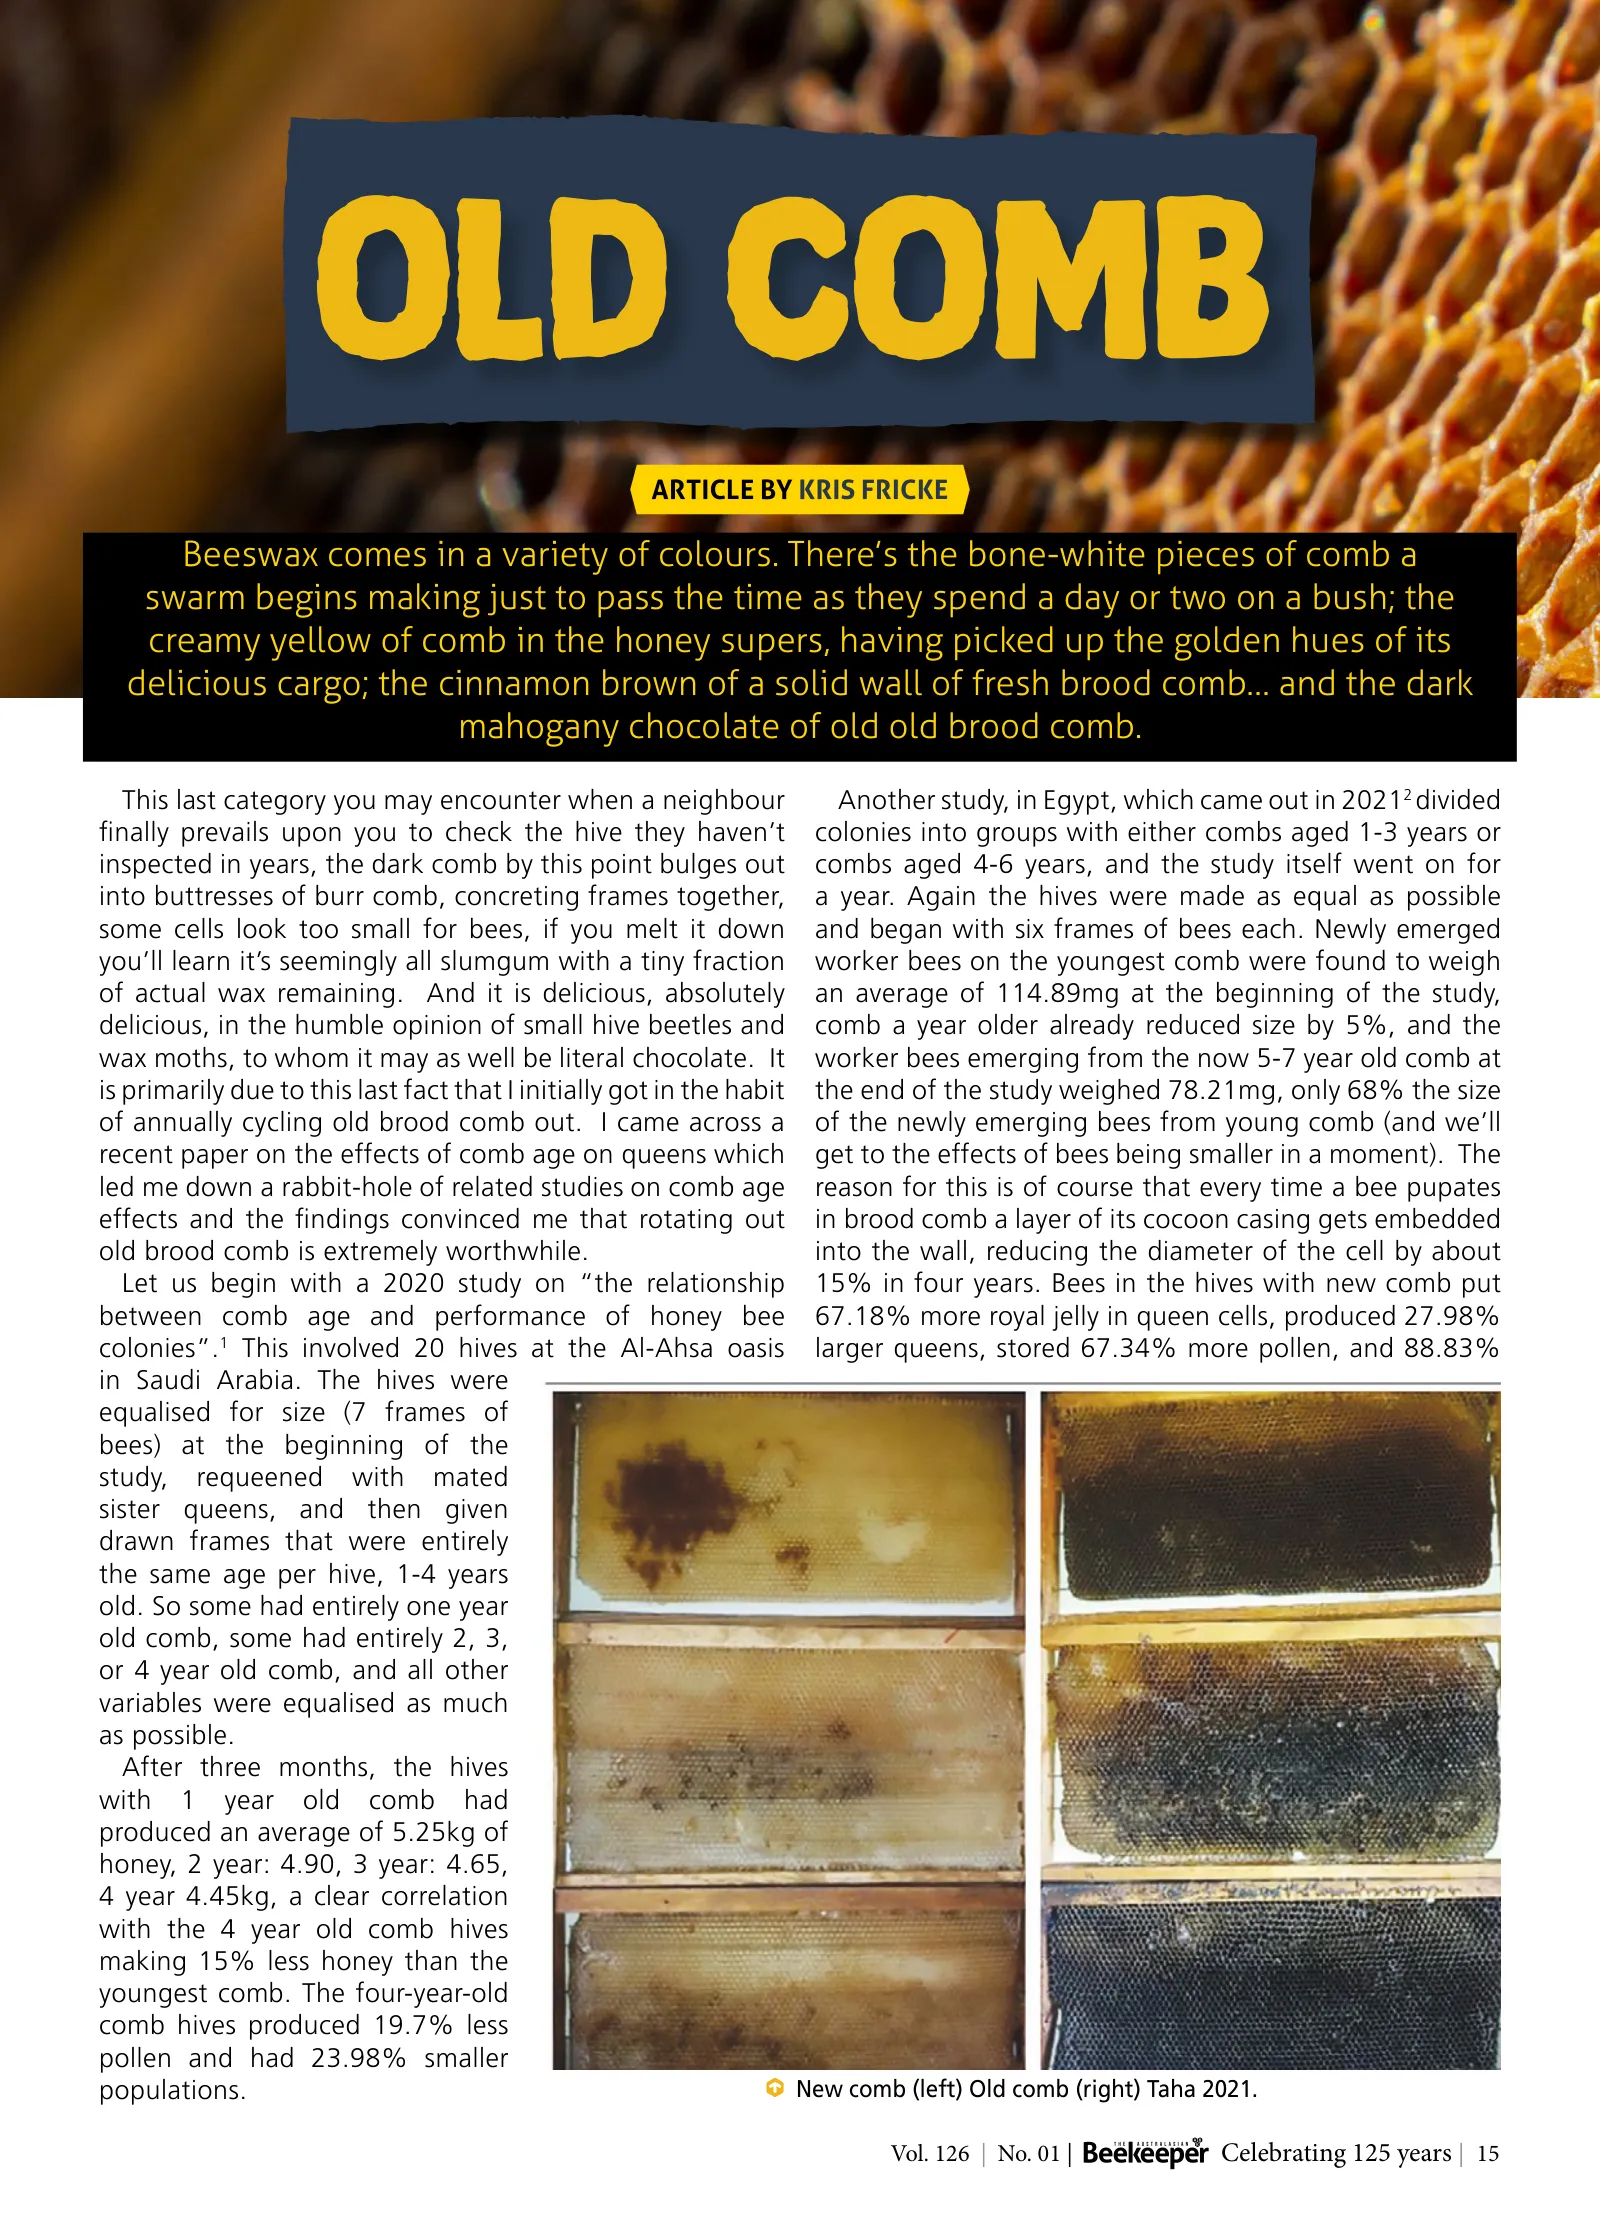 OLD COMB
ARTICLE BY KRIS FRICKE
Beeswax comes in a variety of colours. There’s the bone-white pieces of comb a
swarm begins making just to pass the time as they spend a day or two on a bush; the
creamy yellow of comb in the honey supers, having picked up the golden hues of its
delicious cargo; the cinnamon brown of a solid wall of fresh brood comb... and the dark
mahogany chocolate of old old brood comb.
This last category you may encounter when a neighbour
finally prevails upon you to check the hive they haven’t
inspected in years, the dark comb by this point bulges out
into buttresses of burr comb, concreting frames together,
some cells look too small for bees, if you melt it down
you’ll learn it’s seemingly all slumgum with a tiny fraction
of actual wax remaining. And it is delicious, absolutely
delicious, in the humble opinion of small hive beetles and
wax moths, to whom it may as well be literal chocolate. It
is primarily due to this last fact that I initially got in the habit
of annually cycling old brood comb out. I came across a
recent paper on the effects of comb age on queens which
led me down a rabbit-hole of related studies on comb age
effects and the findings convinced me that rotating out
old brood comb is extremely worthwhile.
Let us begin with a 2020 study on “the relationship
between comb age and performance of honey bee
colonies”.¹ This involved 20 hives at the Al-Ahsa oasis
in Saudi Arabia. The hives were
equalised for size (7 frames of
bees) at the beginning of the
study, requeened with mated
sister queens, and then given
drawn frames that were entirely
the same age per hive, 1-4 years
old. So some had entirely one year
old comb, some had entirely 2, 3,
or 4 year old comb, and all other
variables were equalised as much
as possible.
After three months, the hives
with 1 year old comb had
produced an average of 5.25kg of
honey, 2 year: 4.90, 3 year: 4.65,
4 year 4.45kg, a clear correlation
with the 4 year old comb hives
making 15% less honey than the
youngest comb. The four-year-old
comb hives produced 19.7% less
pollen and had 23.98% smaller
populations.
Another study, in Egypt, which came out in 2021² divided
colonies into groups with either combs aged 1-3 years or
combs aged 4-6 years, and the study itself went on for
a year. Again the hives were made as equal as possible
and began with six frames of bees each. Newly emerged
worker bees on the youngest comb were found to weigh
an average of 114.89mg at the beginning of the study,
comb a year older already reduced size by 5%, and the
worker bees emerging from the now 5-7 year old comb at
the end of the study weighed 78.21mg, only 68% the size
of the newly emerging bees from young comb (and we’ll
get to the effects of bees being smaller in a moment). The
reason for this is of course that every time a bee pupates
in brood comb a layer of its cocoon casing gets embedded
into the wall, reducing the diameter of the cell by about
15% in four years. Bees in the hives with new comb put
67.18% more royal jelly in queen cells, produced 27.98%
larger queens, stored 67.34% more pollen, and 88.83%
New comb (left) Old comb (right) Taha 2021.
Vol. 126 | No. 01 | THE AUSTRALASIAN Beekeeper Celebrating 125 years | 15